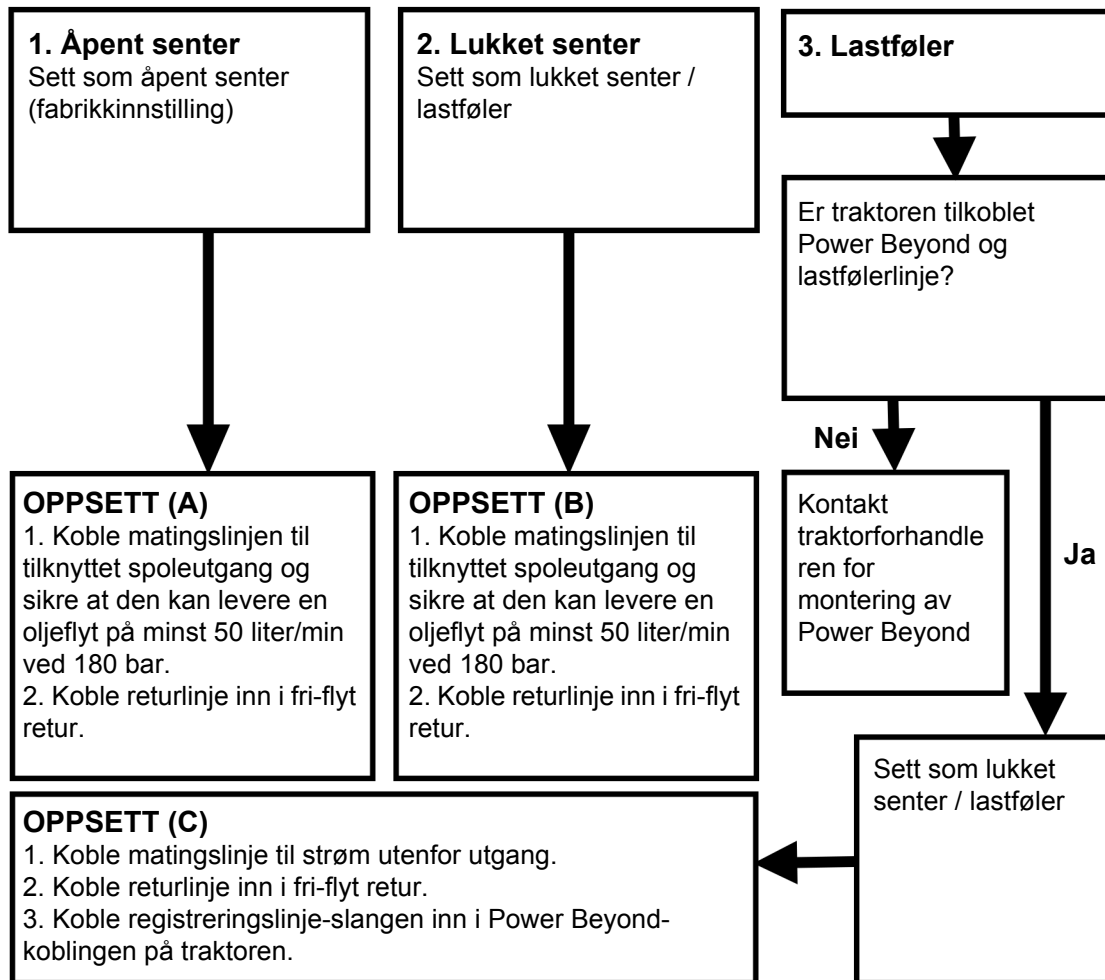 1. Åpent senter
Sett som åpent senter
(fabrikkinnstilling)
2. Lukket senter
Sett som lukket senter /
lastføler
3. Lastføler
Er traktoren tilkoblet
Power Beyond og
lastfølerlinje?
Nei
Ja
Kontakt
traktorforhandle
ren for
montering av
Power Beyond
OPPSETT (A)
1. Koble matingslinjen til
tilknyttet spoleutgang og
sikre at den kan levere en
oljeflyt på minst 50 liter/min
ved 180 bar.
2. Koble returlinje inn i fri-flyt
retur.
OPPSETT (B)
1. Koble matingslinjen til
tilknyttet spoleutgang og
sikre at den kan levere en
oljeflyt på minst 50 liter/min
ved 180 bar.
2. Koble returlinje inn i fri-flyt
retur.
Sett som lukket
senter / lastføler
OPPSETT (C)
1. Koble matingslinje til strøm utenfor utgang.
2. Koble returlinje inn i fri-flyt retur.
3. Koble registreringslinje-slangen inn i Power Beyond-
koblingen på traktoren.